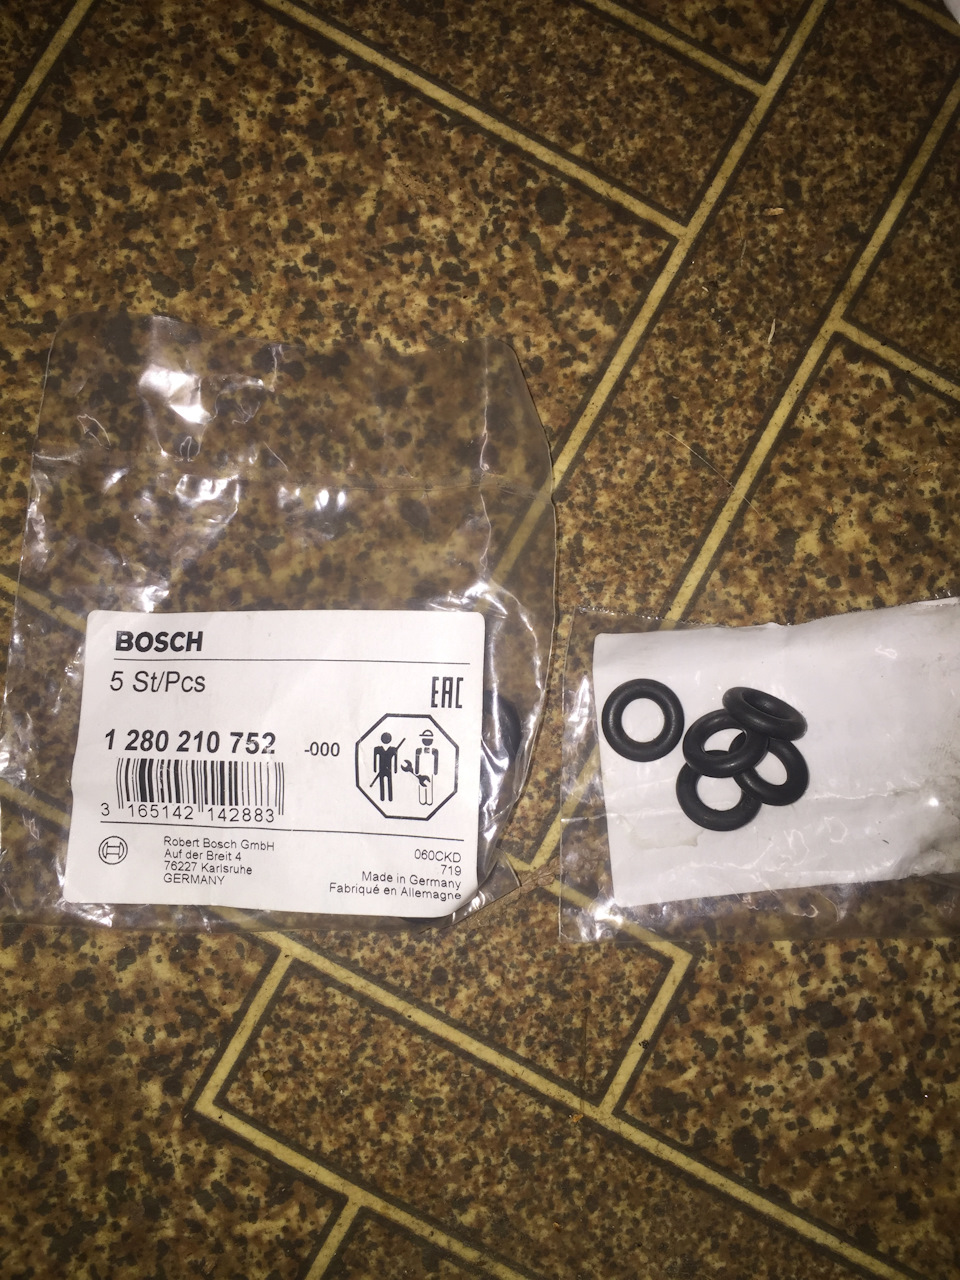 BOSCH
5 St/Pcs
EAC
1 280 210 752 -000
3 165142 142883
Robert Bosch GmbH
Auf der Breit 4
76227 Karlsruhe
GERMANY
060CKD
719
Made in Germany
Fabriqué en Allemagne